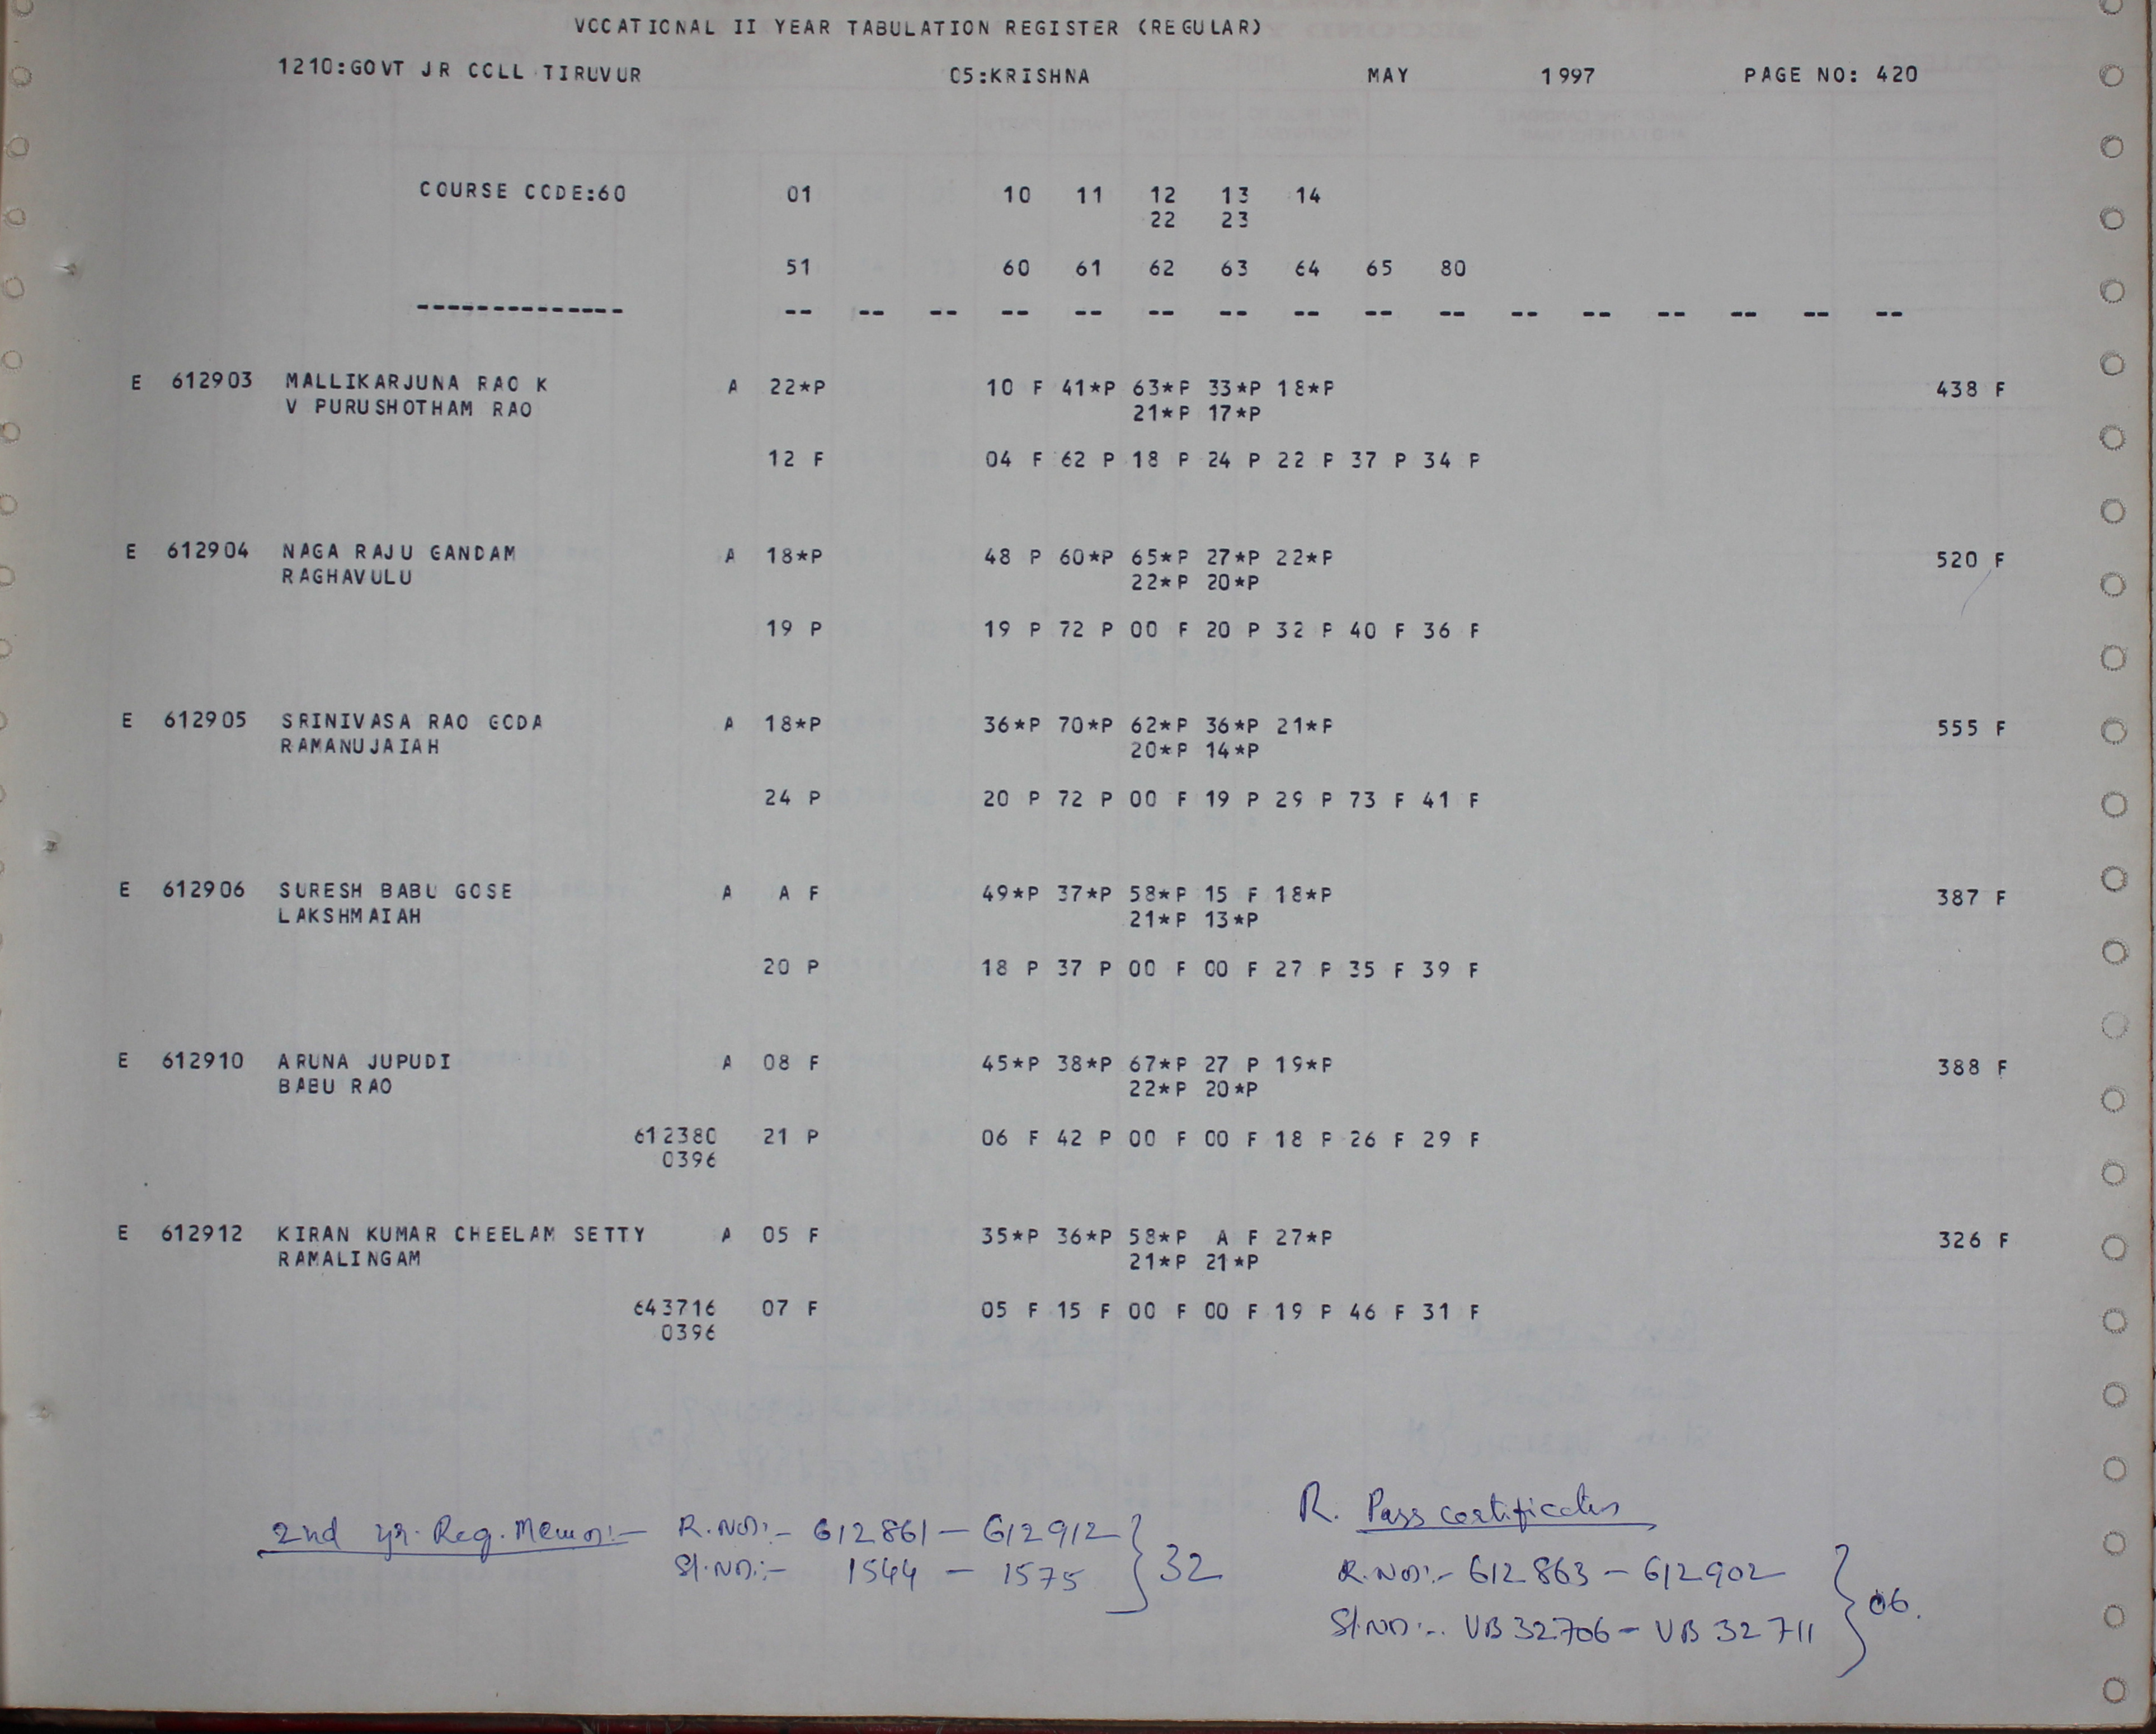 VCCATIONAL II YEAR TABULATION REGISTER (REGULAR)
1210:GOVT JR CCLL TIRUVUR C5:KRISHNA MAY 1997 PAGE NO: 420
COURSE CCDE:60 01 10 11 12 13 14
22 23
51 60 61 62 63 64 65 80
-------------- -- -- -- -- -- -- -- -- -- -- -- -- -- -- -- --
E 612903 MALLIKARJUNA RAO K A 22*P 10 F 41*P 63*P 33*P 18*P 438 F
V PURUSHOTHAM RAO 21*P 17*P
12 F 04 F 62 P 18 P 24 P 22 P 37 P 34 P
E 612904 NAGA RAJU GANDAM A 18*P 48 P 60*P 65*P 27*P 22*P 520 F
RAGHAVULU 22*P 20*P
19 P 19 P 72 P 00 F 20 P 32 P 40 F 36 F
E 612905 SRINIVASA RAO GCDA A 18*P 36*P 70*P 62*P 36*P 21*P 555 F
RAMANUJAIAH 20*P 14*P
24 P 20 P 72 P 00 F 19 P 29 P 73 F 41 F
E 612906 SURESH BABU GOSE A A F 49*P 37*P 58*P 15 F 18*P 387 F
LAKSHMAIAH 21*P 13*P
20 P 18 P 37 P 00 F 00 F 27 P 35 F 39 F
E 612910 ARUNA JUPUDI A 08 F 45*P 38*P 67*P 27 P 19*P 388 F
BABU RAO 22*P 20*P
612380 21 P 06 F 42 P 00 F 00 F 18 P 26 F 29 F
0396
E 612912 KIRAN KUMAR CHEELAM SETTY A 05 F 35*P 36*P 58*P A F 27*P 326 F
RAMALINGAM 21*P 21*P
643716 07 F 05 F 15 F 00 F 00 F 19 P 46 F 31 F
0396
2nd yr. Reg. Memos:- R.NO:- 612861 - 612912 } 32
Sl.NO:- 1544 - 1575
R. Pass certificates
R.NO:- 612863 - 612902 } 06.
Sl.NO:- VB 32706 - VB 32711